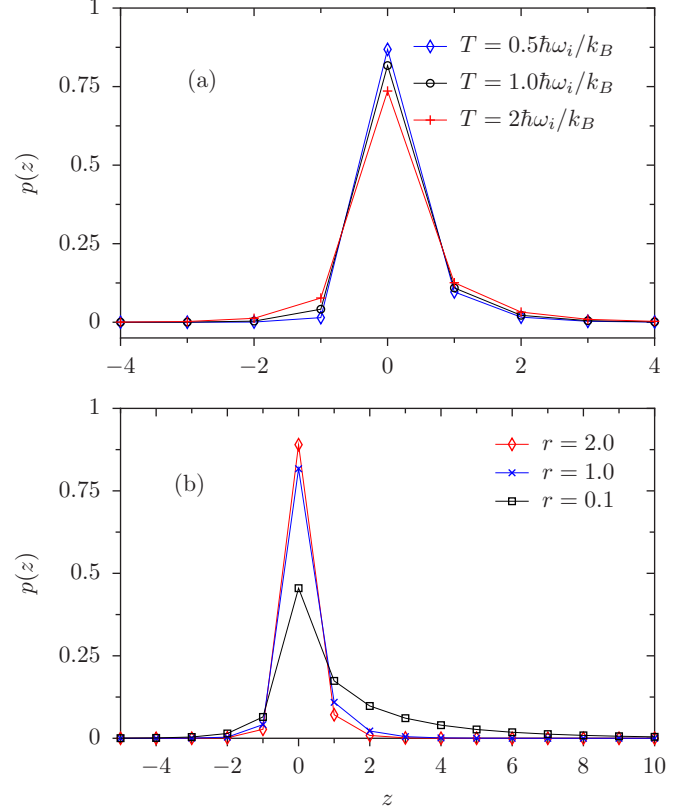 1
0.75
0.5
0.25
0
p(z)
(a)
T = 0.5ħω_i/k_B
T = 1.0ħω_i/k_B
T = 2ħω_i/k_B
−4 −2 0 2 4
1
0.75
0.5
0.25
0
p(z)
(b)
r = 2.0
r = 1.0
r = 0.1
−4 −2 0 2 4 6 8 10
z